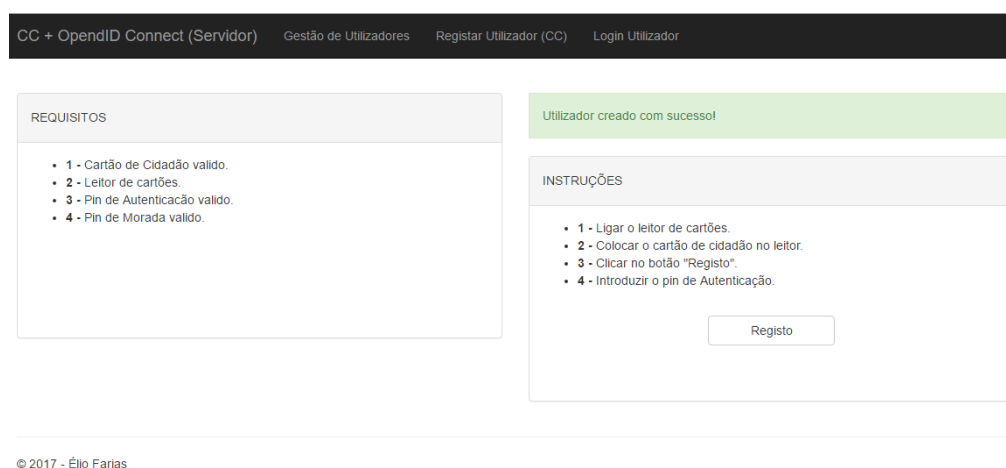 CC + OpendID Connect (Servidor) Gestão de Utilizadores Registar Utilizador (CC) Login Utilizador
REQUISITOS
1 - Cartão de Cidadão valido.
2 - Leitor de cartões.
3 - Pin de Autenticacão valido.
4 - Pin de Morada valido.
Utilizador creado com sucesso!
INSTRUÇÕES
1 - Ligar o leitor de cartões.
2 - Colocar o cartão de cidadão no leitor.
3 - Clicar no botão "Registo".
4 - Introduzir o pin de Autenticação.
Registo
© 2017 - Élio Farias